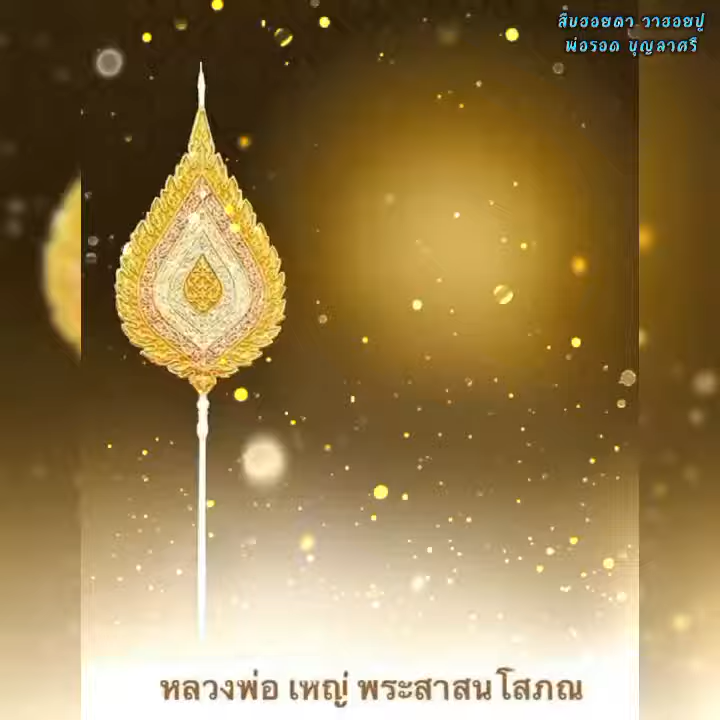 สืบฮอยตา วาฮอยปู่
พ่อรอด บุญลาศรี
หลวงพ่อ เหญ่ พระสาสนโสภณ